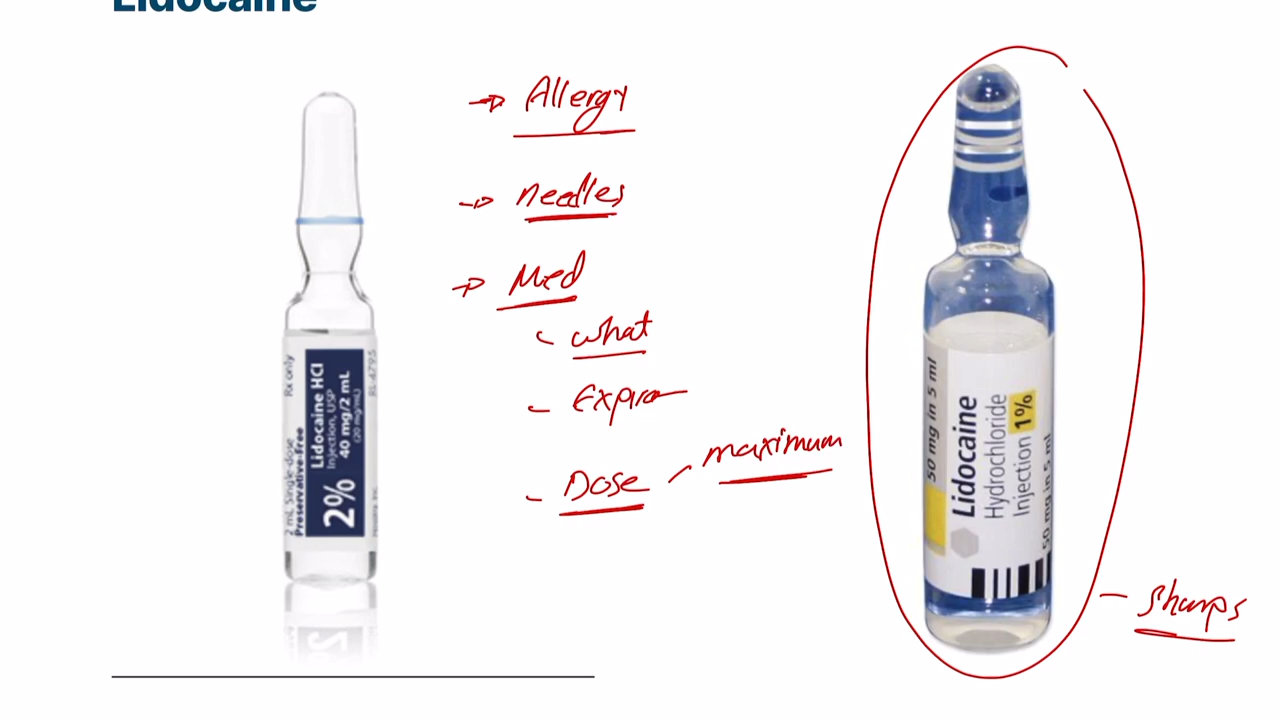 Lidocaine
→ Allergy
→ Needles
→ Med
- what
- Dose - maximum
Sharps
2 mL Single-dose Rx only
Preservative-free
2% Lidocaine HCl
Injection, USP
40 mg/2 mL
(20 mg/mL)
RL-4795
50 mg in 5 ml
Lidocaine
Hydrochloride
Injection 1%
50 mg in 5 ml